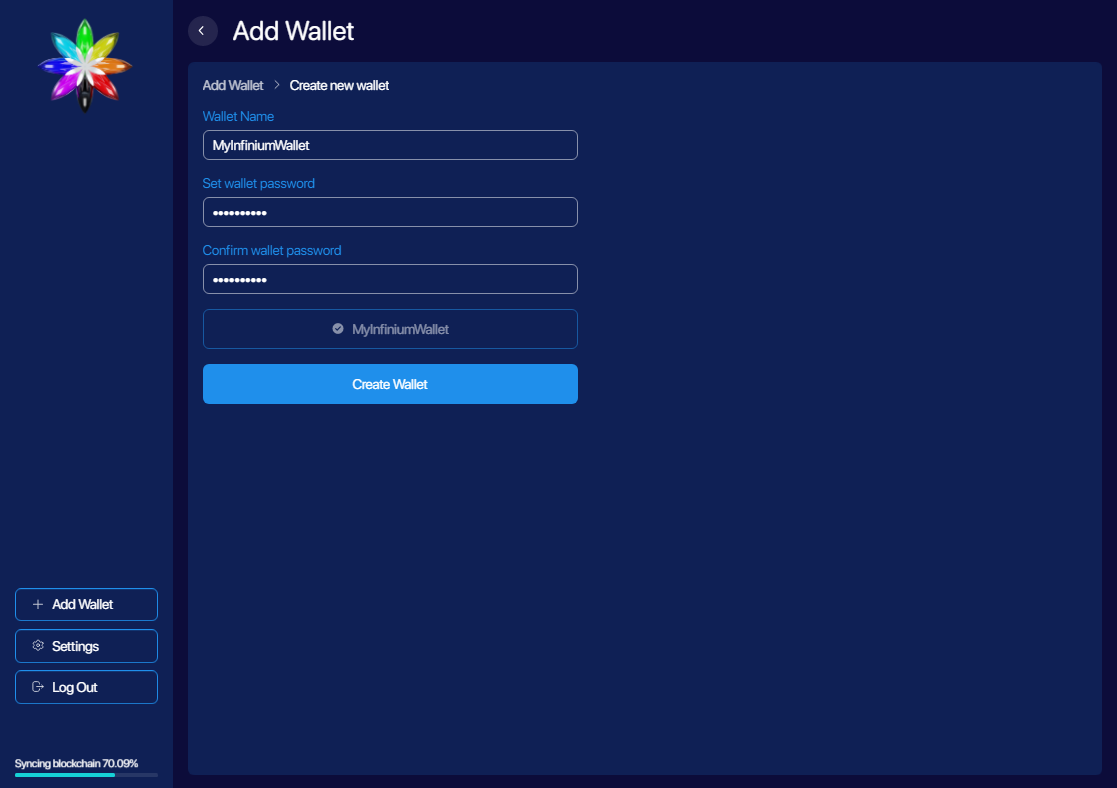 Add Wallet
Add Wallet > Create new wallet
Wallet Name
MyInfiniumWallet
Set wallet password
••••••••••
Confirm wallet password
••••••••••
MyInfiniumWallet
Create Wallet
Add Wallet
Settings
Log Out
Syncing blockchain 70.09%